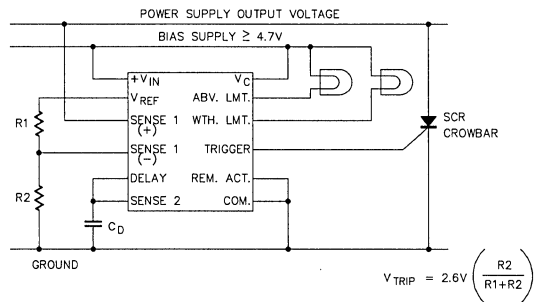 POWER SUPPLY OUTPUT VOLTAGE
BIAS SUPPLY ≥ 4.7V
+VIN VC
VREF ABV. LMT.
R1 SENSE 1 WTH. LMT.
(+)
SCR
CROWBAR
SENSE 1 TRIGGER
(−)
R2 DELAY REM. ACT.
SENSE 2 COM.
CD
GROUND
VTRIP = 2.6V (R2 / R1+R2)